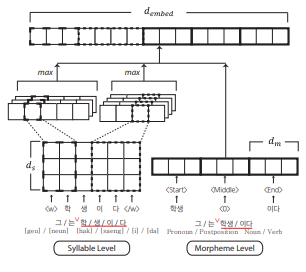 d_embed
max max
d_s d_m
<Start> <Middle> <End>
<w> 학 생 이 다 </w> 학생 (∅) 이다
그 / 는 ∨ 학 / 생 / 이 / 다 그 / 는 ∨ 학생 / 이다
[geu] / [neun] [hak] / [saeng] / [i] / [da] Pronoun / Postposition Noun / Verb
Syllable Level Morpheme Level